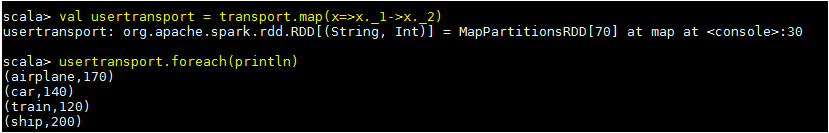 scala> val usertransport = transport.map(x=>x._1->x._2)
usertransport: org.apache.spark.rdd.RDD[(String, Int)] = MapPartitionsRDD[70] at map at <console>:30
scala> usertransport.foreach(println)
(airplane,170)
(car,140)
(train,120)
(ship,200)